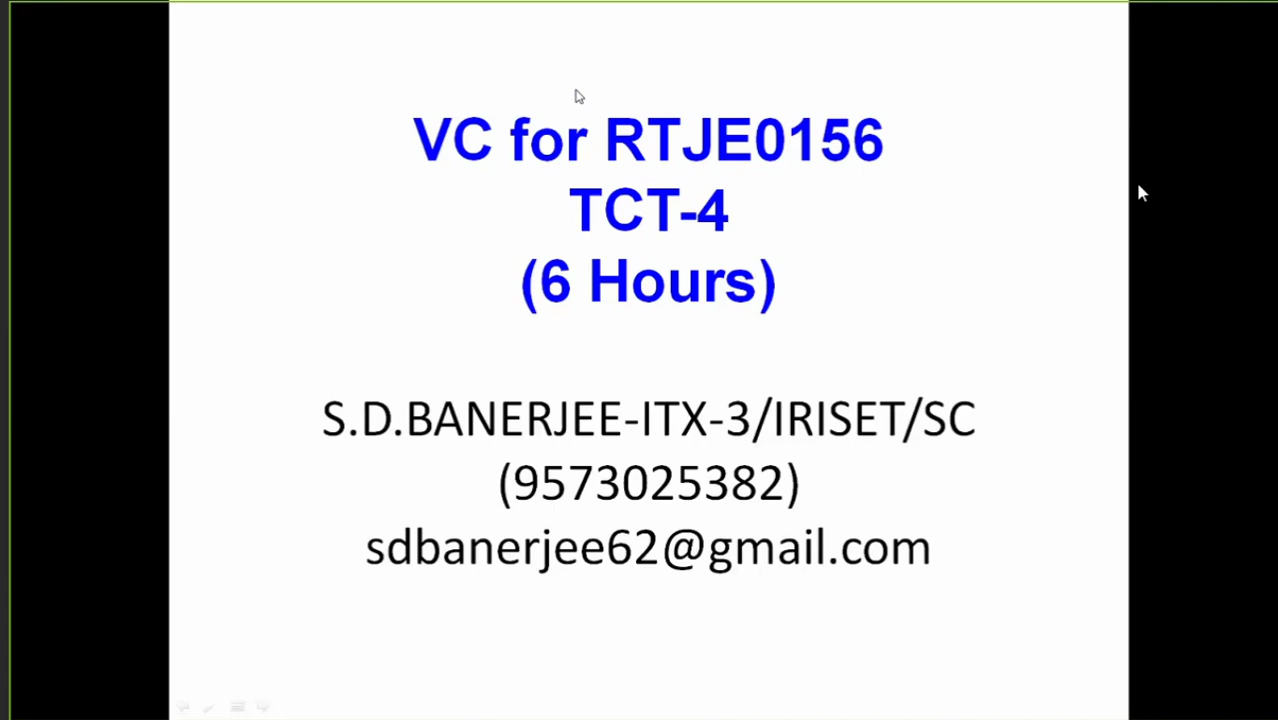 VC for RTJE0156
TCT-4
(6 Hours)
S.D.BANERJEE-ITX-3/IRISET/SC
(9573025382)
sdbanerjee62@gmail.com